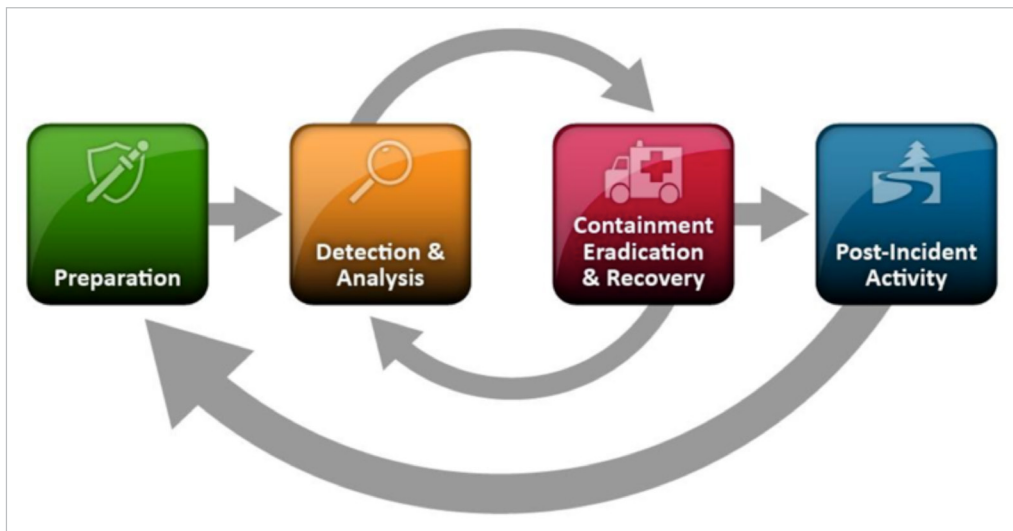 Preparation
Detection &
Analysis
Containment
Eradication
& Recovery
Post-Incident
Activity